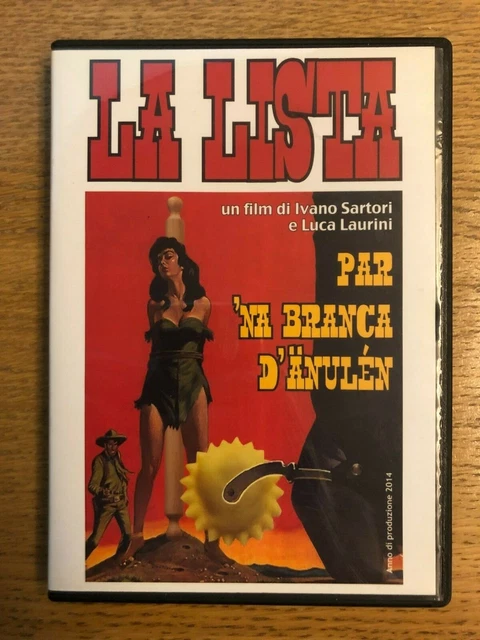 LA LISTA
un film di Ivano Sartori
e Luca Laurini
PAR
'NA BRANCA
D'ÄNULÉN
Anno di produzione 2014